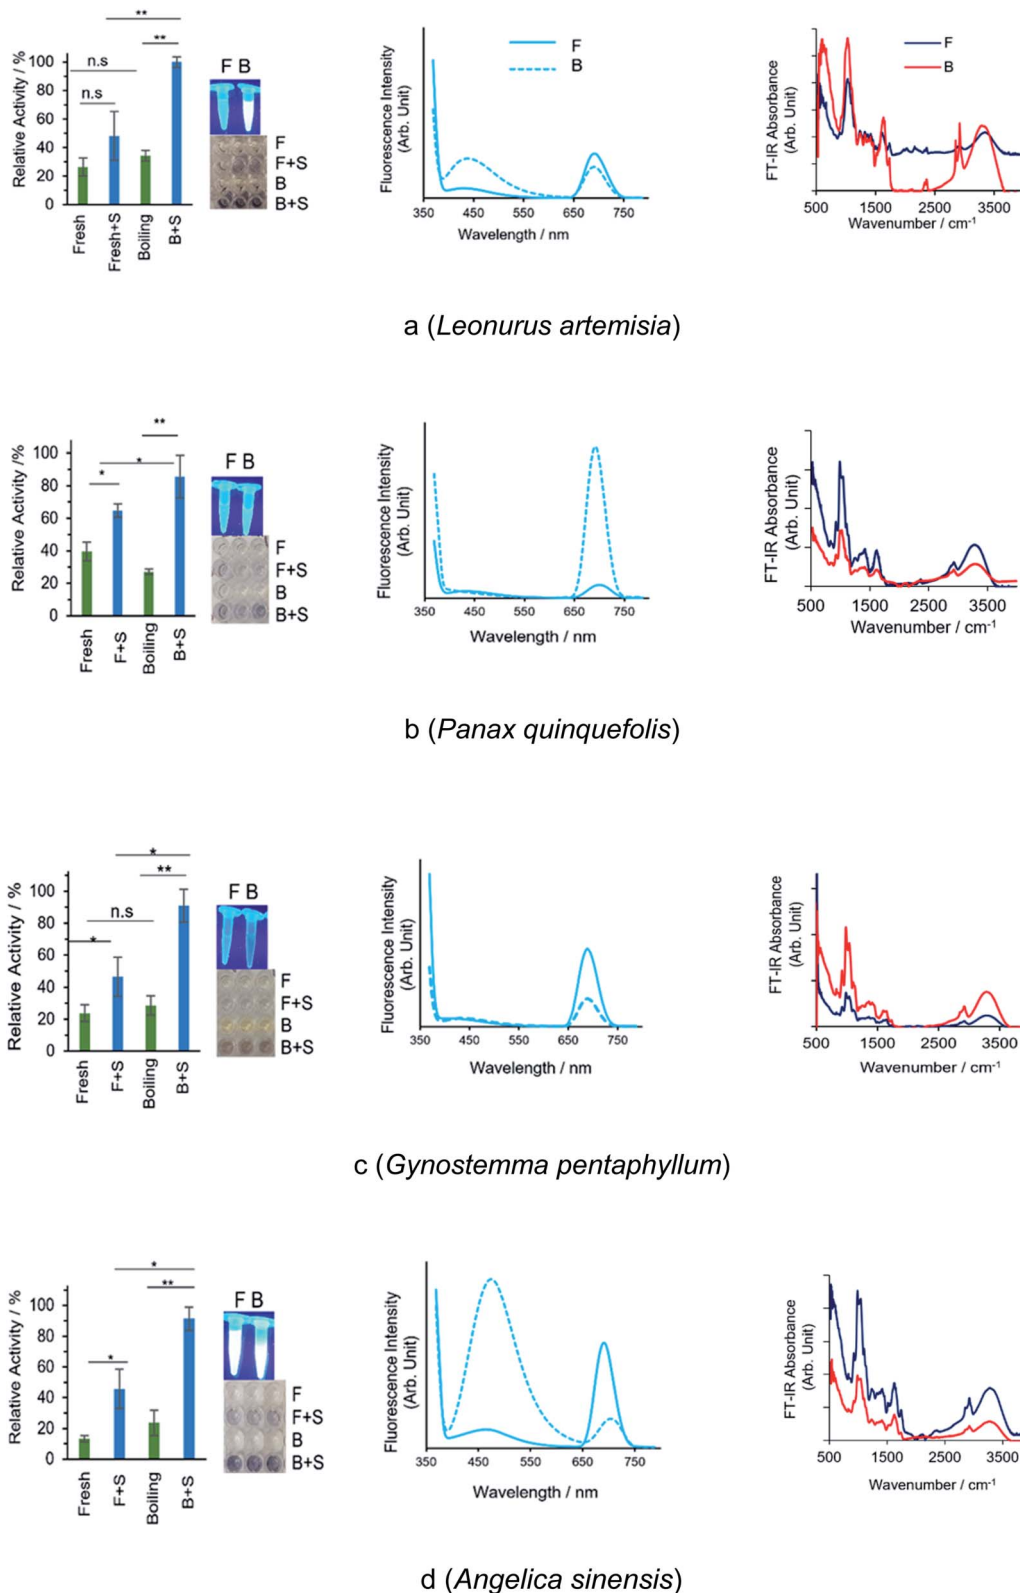 Relative Activity / %
100
80
60
40
20
0
**
**
n.s
n.s
Fresh
Fresh+S
Boiling
B+S
F B
F
F+S
B
B+S
Fluorescence Intensity
(Arb. Unit)
F
B
350 450 550 650 750
Wavelength / nm
FT-IR Absorbance
(Arb. Unit)
F
B
500 1500 2500 3500
Wavenumber / cm-1
a (Leonurus artemisia)
Relative Activity /%
100
80
60
40
20
0
**
*
*
Fresh
F+S
Boiling
B+S
F B
F
F+S
B
B+S
Fluorescence Intensity
(Arb. Unit)
350 450 550 650 750
Wavelength / nm
FT-IR Absorbance
(Arb. Unit)
500 1500 2500 3500
Wavenumber / cm-1
b (Panax quinquefolis)
Relative Activity / %
100
80
60
40
20
0
*
**
n.s
*
Fresh
F+S
Boiling
B+S
F B
F
F+S
B
B+S
Fluorescence Intensity
(Arb. Unit)
350 450 550 650 750
Wavelength / nm
FT-IR Absorbance
(Arb. Unit)
500 1500 2500 3500
Wavenumber / cm-1
c (Gynostemma pentaphyllum)
Relative Activity / %
100
80
60
40
20
0
*
**
*
Fresh
F+S
Boiling
B+S
F B
F
F+S
B
B+S
Fluorescence Intensity
(Arb. Unit)
350 450 550 650 750
Wavelength / nm
FT-IR Absorbance
(Arb. Unit)
500 1500 2500 3500
Wavenumber / cm-1
d (Angelica sinensis)